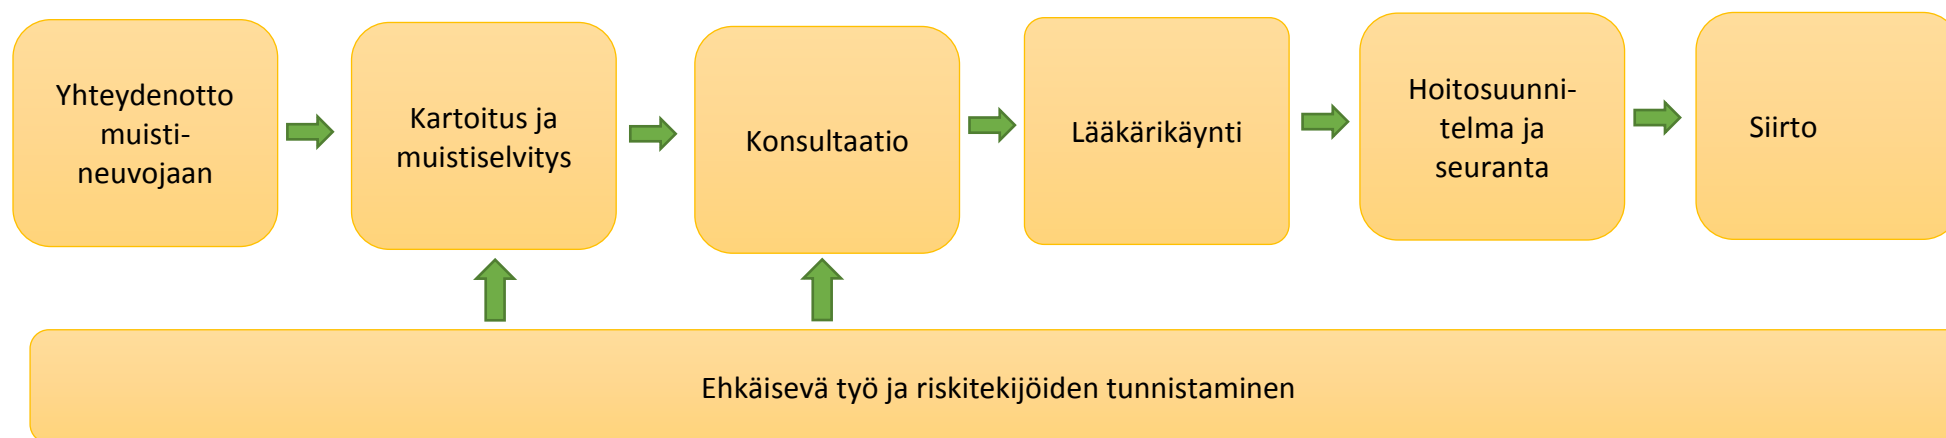 Yhteydenotto
muisti-
neuvojaan
Kartoitus ja
muistiselvitys
Konsultaatio
Lääkärikäynti
Hoitosuunni-
telma ja
seuranta
Siirto
Ehkäisevä työ ja riskitekijöiden tunnistaminen